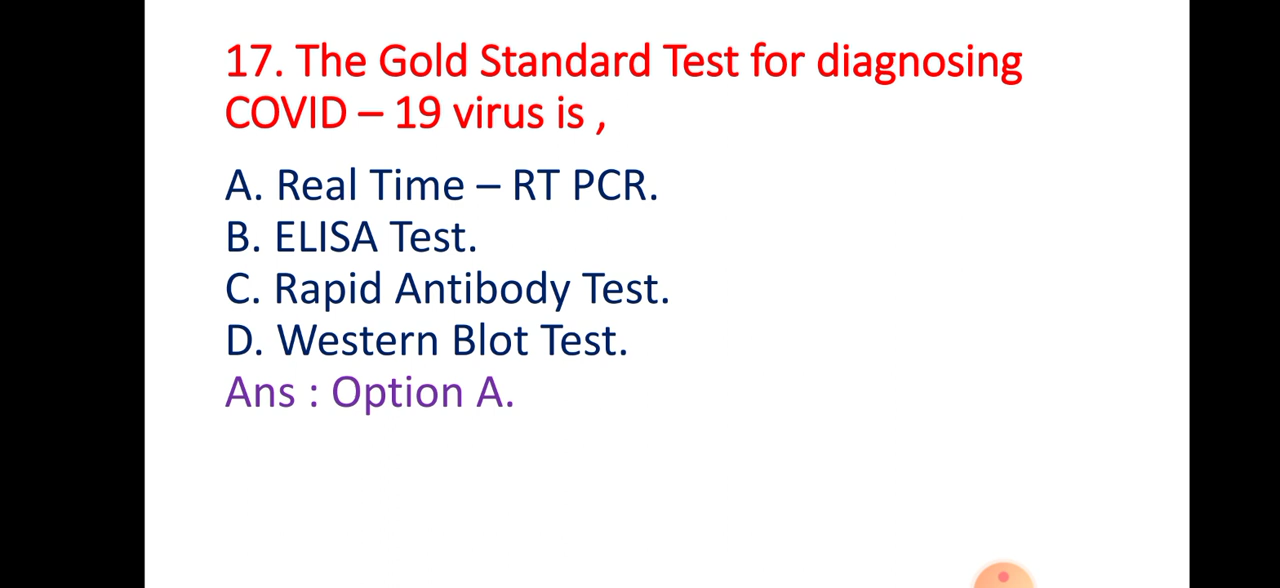 17. The Gold Standard Test for diagnosing
COVID – 19 virus is ,
A. Real Time – RT PCR.
B. ELISA Test.
C. Rapid Antibody Test.
D. Western Blot Test.
Ans : Option A.